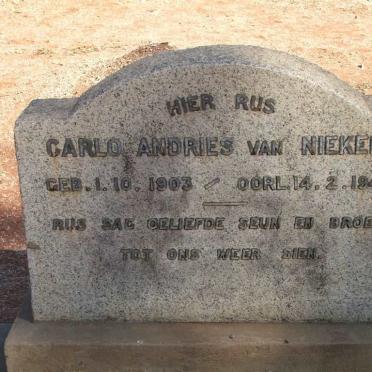 HIER RUS
CARLO ANDRIES VAN NIEKE
GEB. 1. 10. 1903 / OORL. 14. 2. 19
RUS SAG GELIEFDE SEUN EN BROE
TOT ONS WEER SIEN.